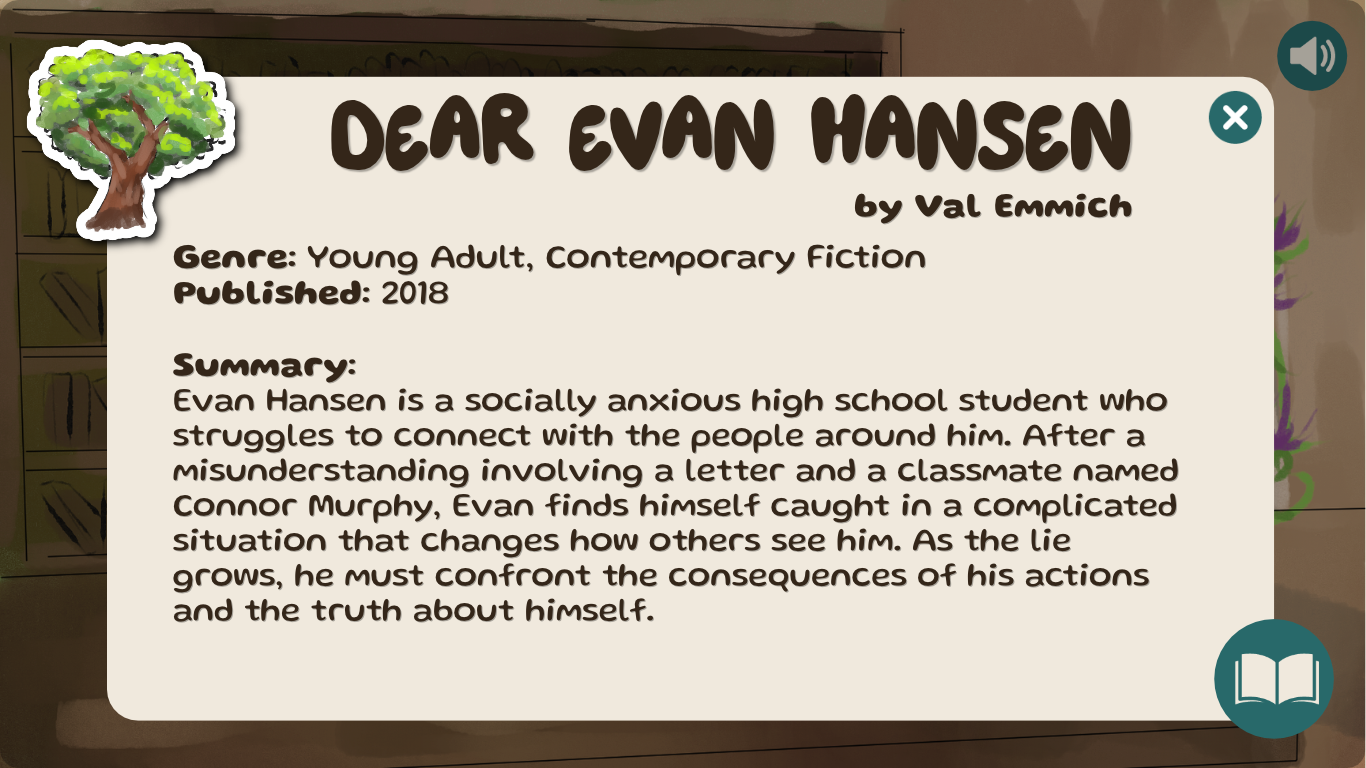 DEAR EVAN HANSEN
by Val Emmich
Genre: Young Adult, Contemporary Fiction
Published: 2018
Summary:
Evan Hansen is a socially anxious high school student who
struggles to connect with the people around him. After a
misunderstanding involving a letter and a classmate named
Connor Murphy, Evan finds himself caught in a complicated
situation that changes how others see him. As the lie
grows, he must confront the consequences of his actions
and the truth about himself.